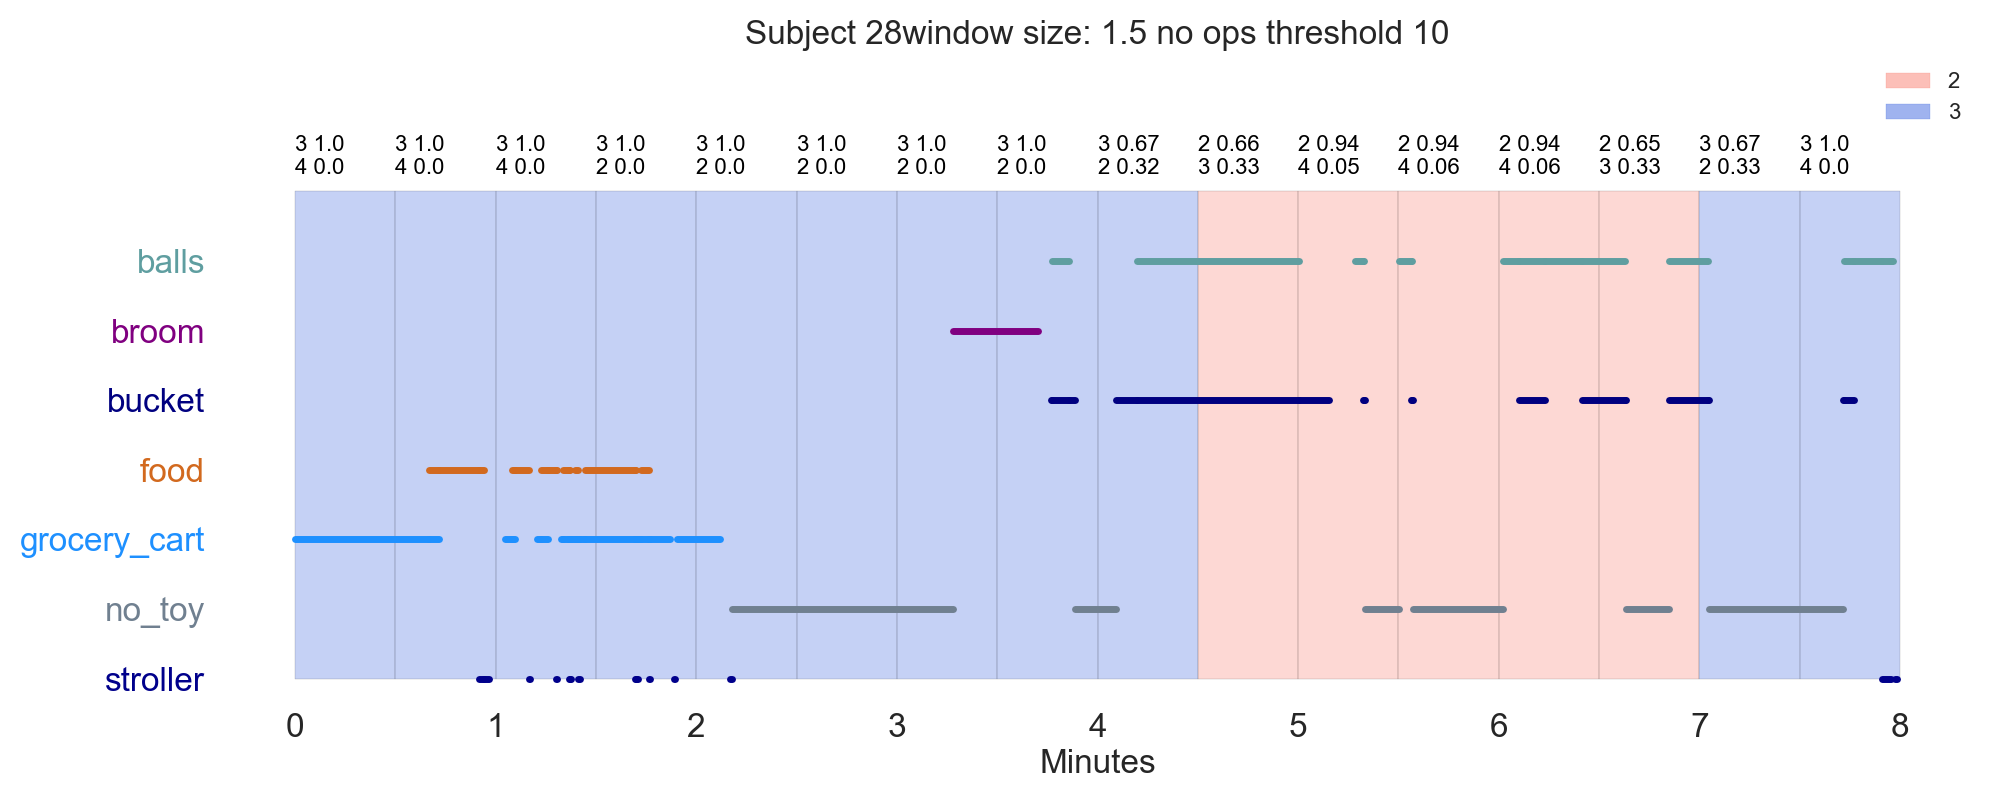 Subject 28window size: 1.5 no ops threshold 10
2
3
3 1.0 3 1.0 3 1.0 3 1.0 3 1.0 3 1.0 3 1.0 3 1.0 3 0.67 2 0.66 2 0.94 2 0.94 2 0.94 2 0.65 3 0.67 3 1.0
4 0.0 4 0.0 4 0.0 2 0.0 2 0.0 2 0.0 2 0.0 2 0.0 2 0.32 3 0.33 4 0.05 4 0.06 4 0.06 3 0.33 2 0.33 4 0.0
balls
broom
bucket
food
grocery_cart
no_toy
stroller
0 1 2 3 4 5 6 7 8
Minutes